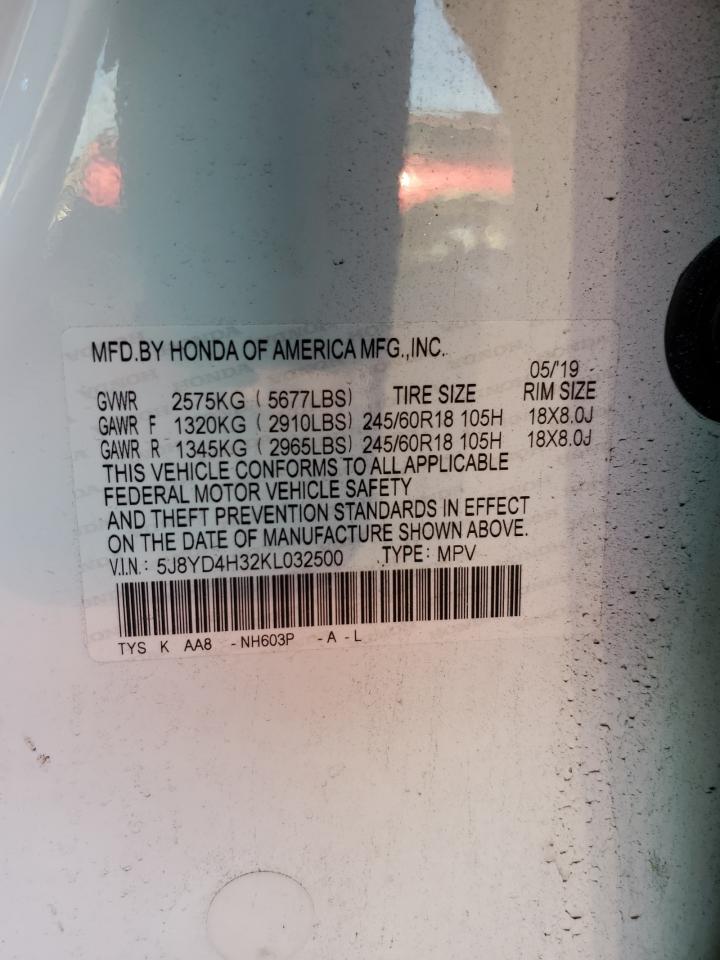 MFD.BY HONDA OF AMERICA MFG.,INC.
05/'19
GVWR 2575KG ( 5677LBS) TIRE SIZE RIM SIZE
GAWR F 1320KG ( 2910LBS) 245/60R18 105H 18X8.0J
GAWR R 1345KG ( 2965LBS) 245/60R18 105H 18X8.0J
THIS VEHICLE CONFORMS TO ALL APPLICABLE
FEDERAL MOTOR VEHICLE SAFETY
AND THEFT PREVENTION STANDARDS IN EFFECT
ON THE DATE OF MANUFACTURE SHOWN ABOVE.
V.I.N.: 5J8YD4H32KL032500 TYPE: MPV
TYS K AA8 -NH603P -A -L